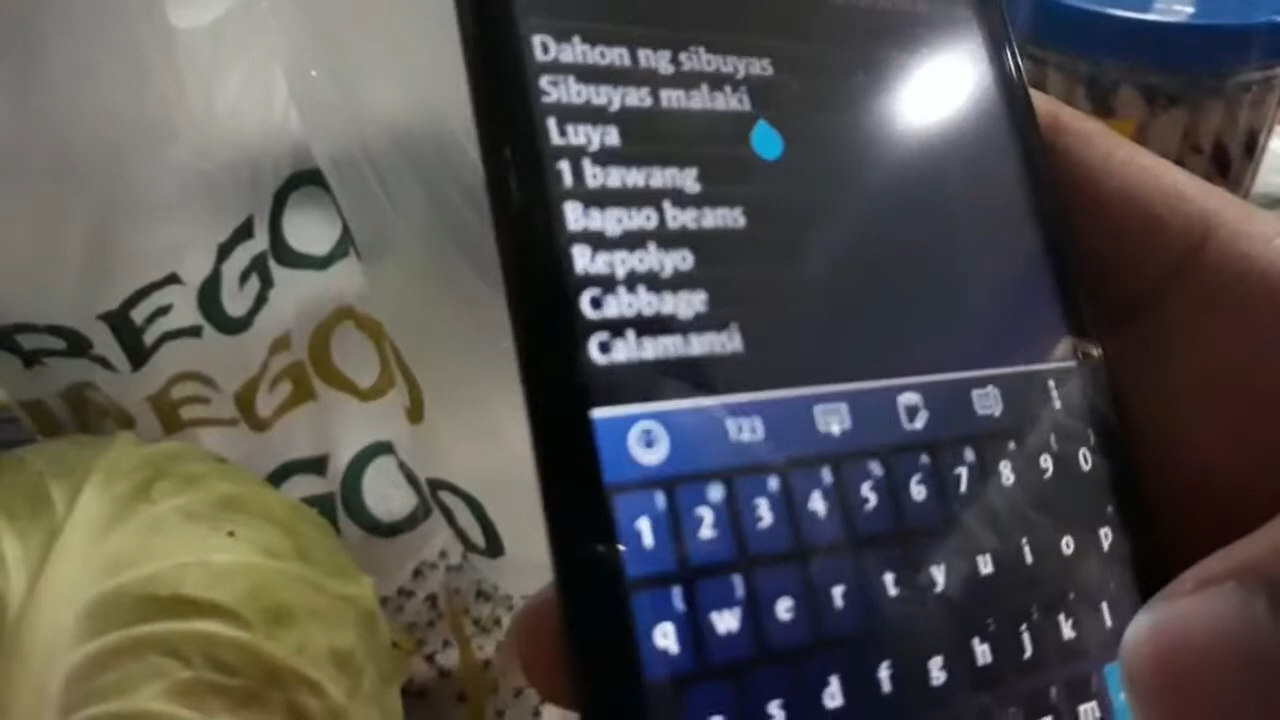 Dahon ng sibuyas
Sibuyas malaki
Luya
1 bawang
Baguo beans
Repolyo
Cabbage
Calamansi
REGO
EGO
GO
123
1 2 3 4 5 6 7 8 9 0
q w e r t y u i o p
s d f g h j k l
m